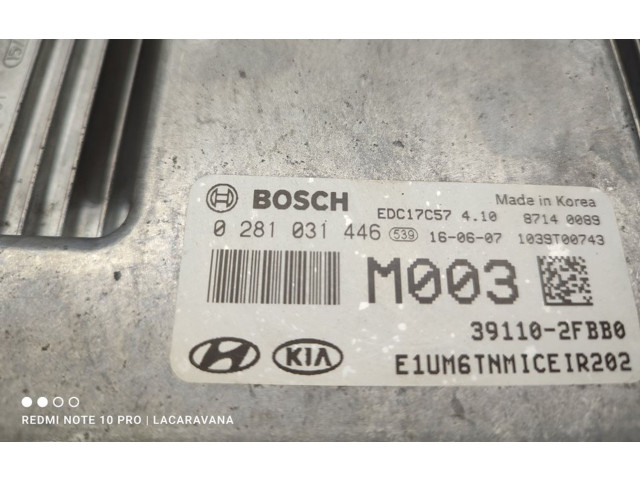 BOSCH
EDC17C57 4.10
Made in Korea
8714 0089
0 281 031 446 539 16-06-07 1039T00743
M003
39110-2FBB0
KIA
E1UM6TNMICEIR202
REDMI NOTE 10 PRO | LACARAVANA